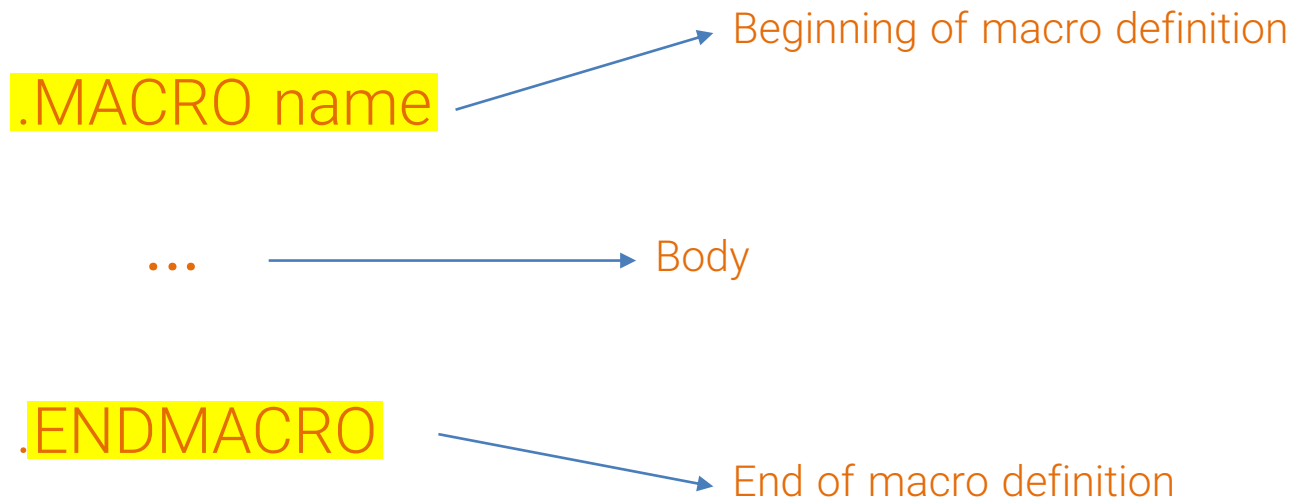 Beginning of macro definition
.MACRO name
... Body
.ENDMACRO
End of macro definition